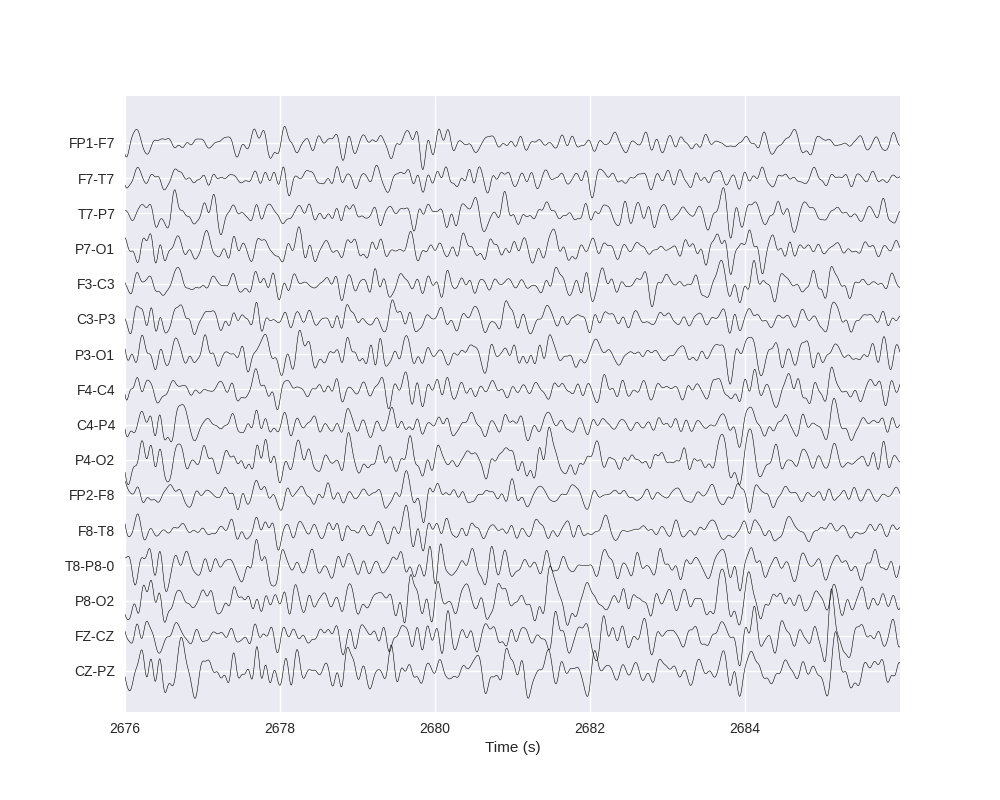 FP1-F7
F7-T7
T7-P7
P7-O1
F3-C3
C3-P3
P3-O1
F4-C4
C4-P4
P4-O2
FP2-F8
F8-T8
T8-P8-0
P8-O2
FZ-CZ
CZ-PZ
2676 2678 2680 2682 2684
Time (s)